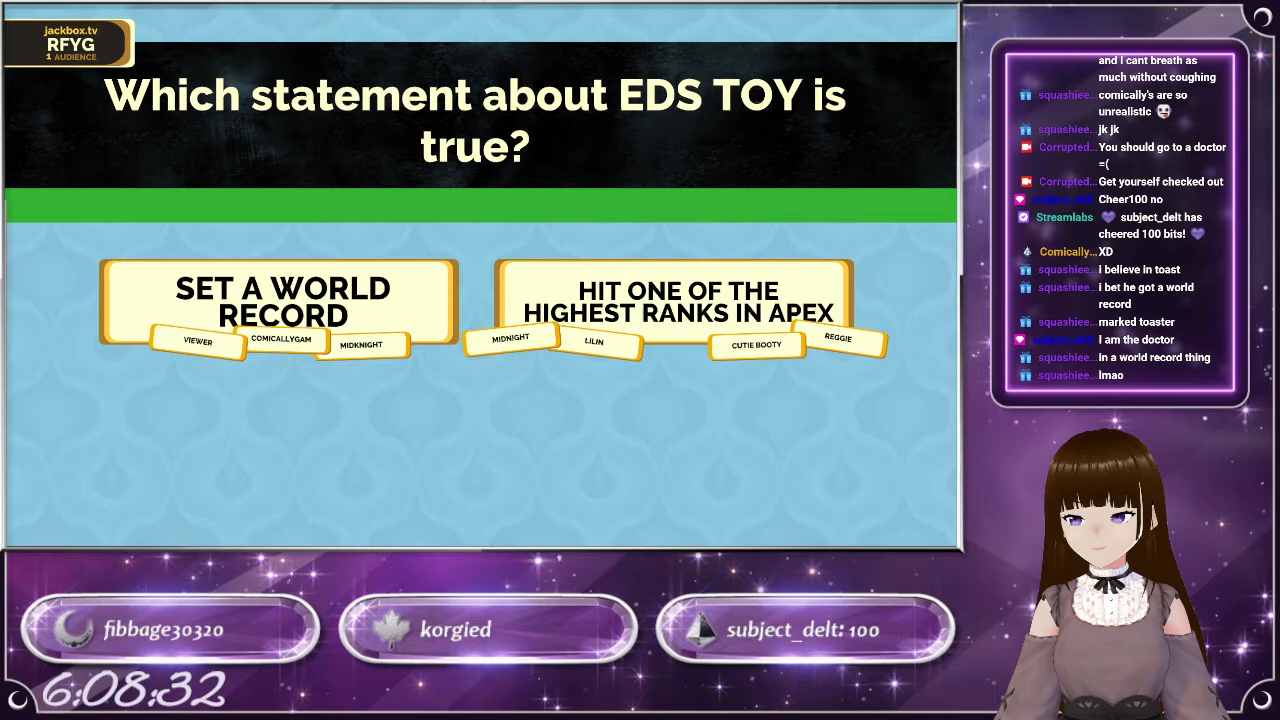 jackbox.tv
RFYG
1 AUDIENCE
Which statement about EDS TOY is
true?
SET A WORLD
RECORD
VIEWER
COMICALLYGAM
MIDKNIGHT
HIT ONE OF THE
HIGHEST RANKS IN APEX
MIDNIGHT
LILIN
CUTIE BOOTY
REGGIE
and I cant breath as
much without coughing
squashiee... comically's are so
unrealistic
squashiee... jk jk
Corrupted... You should go to a doctor
=(
Corrupted... Get yourself checked out
subject_delt Cheer100 no
Streamlabs subject_delt has
cheered 100 bits!
Comically... XD
squashiee... i believe in toast
squashiee... i bet he got a world
record
squashiee... marked toaster
subject_delt I am the doctor
squashiee... in a world record thing
squashiee... lmao
fibbage30320
korgied
subject_delt: 100
6:08:32